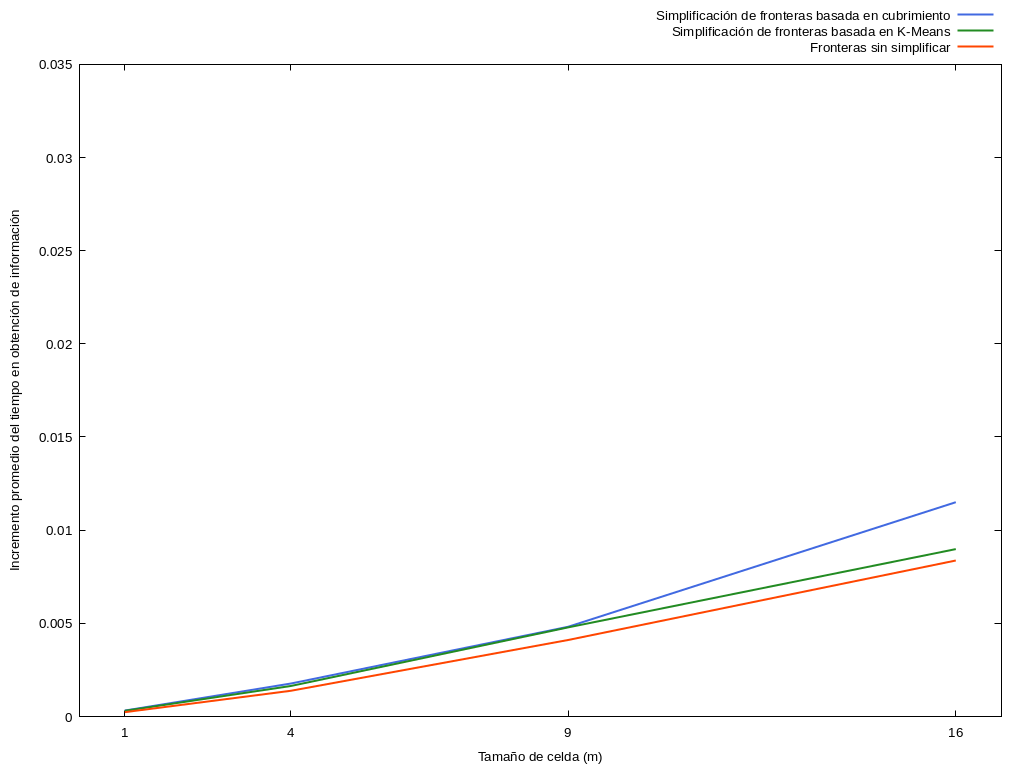 Simplificación de fronteras basada en cubrimiento
Simplificación de fronteras basada en K-Means
Fronteras sin simplificar
0.035
0.03
0.025
0.02
0.015
0.01
0.005
0
Incremento promedio del tiempo en obtención de información
1 4 9 16
Tamaño de celda (m)